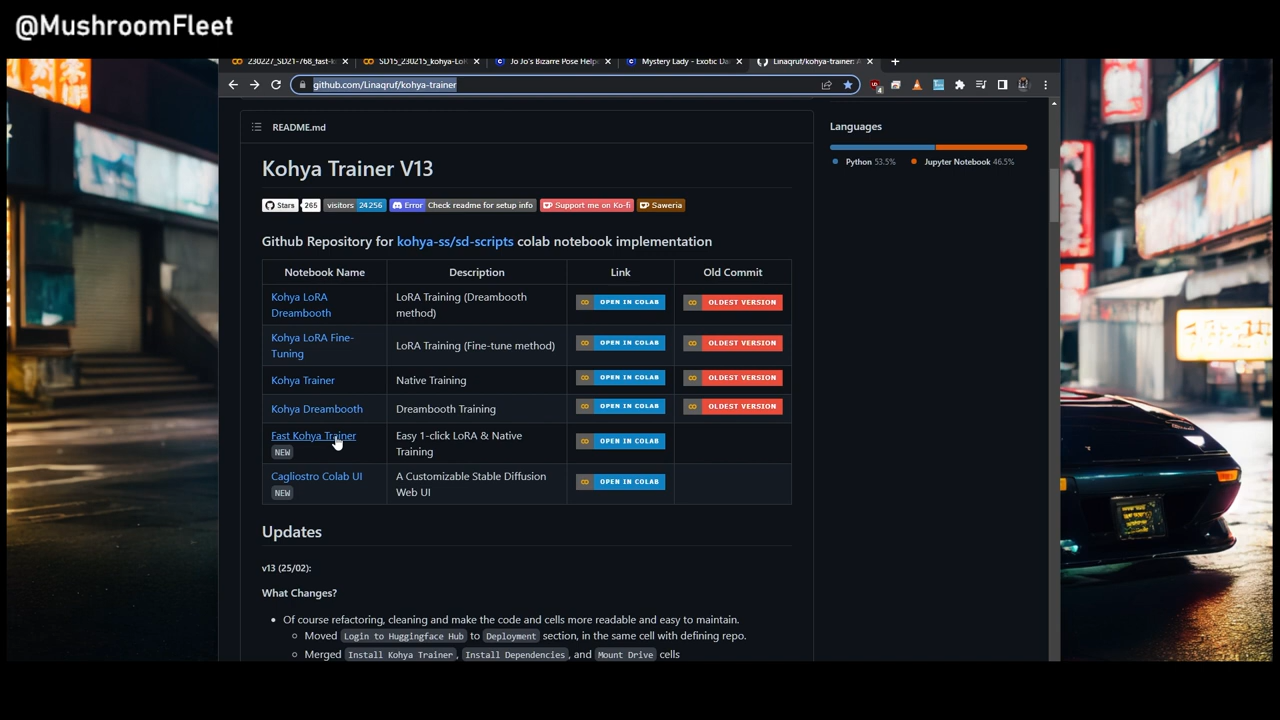 @MushroomFleet
230227_SD21-768_fast-k
SD15_230215_kohya-LoR
Jo Jo's Bizarre Pose Helpe
Mystery Lady - Exotic Da
Linaqruf/kohya-trainer: A
github.com/Linaqruf/kohya-trainer
README.md
Languages
Python 53.5%
Jupyter Notebook 46.5%
Kohya Trainer V13
Stars 265
visitors 24256
Error Check readme for setup info
Support me on Ko-fi
Saweria
Github Repository for kohya-ss/sd-scripts colab notebook implementation
Notebook Name Description Link Old Commit
Kohya LoRA
Dreambooth
LoRA Training (Dreambooth
method)
OPEN IN COLAB
OLDEST VERSION
Kohya LoRA Fine-
Tuning
LoRA Training (Fine-tune method)
OPEN IN COLAB
OLDEST VERSION
Kohya Trainer
Native Training
OPEN IN COLAB
OLDEST VERSION
Kohya Dreambooth
Dreambooth Training
OPEN IN COLAB
OLDEST VERSION
Fast Kohya Trainer
NEW
Easy 1-click LoRA & Native
Training
OPEN IN COLAB
Cagliostro Colab UI
NEW
A Customizable Stable Diffusion
Web UI
OPEN IN COLAB
Updates
v13 (25/02):
What Changes?
Of course refactoring, cleaning and make the code and cells more readable and easy to maintain.
Moved Login to Huggingface Hub to Deployment section, in the same cell with defining repo.
Merged Install Kohya Trainer, Install Dependencies, and Mount Drive cells